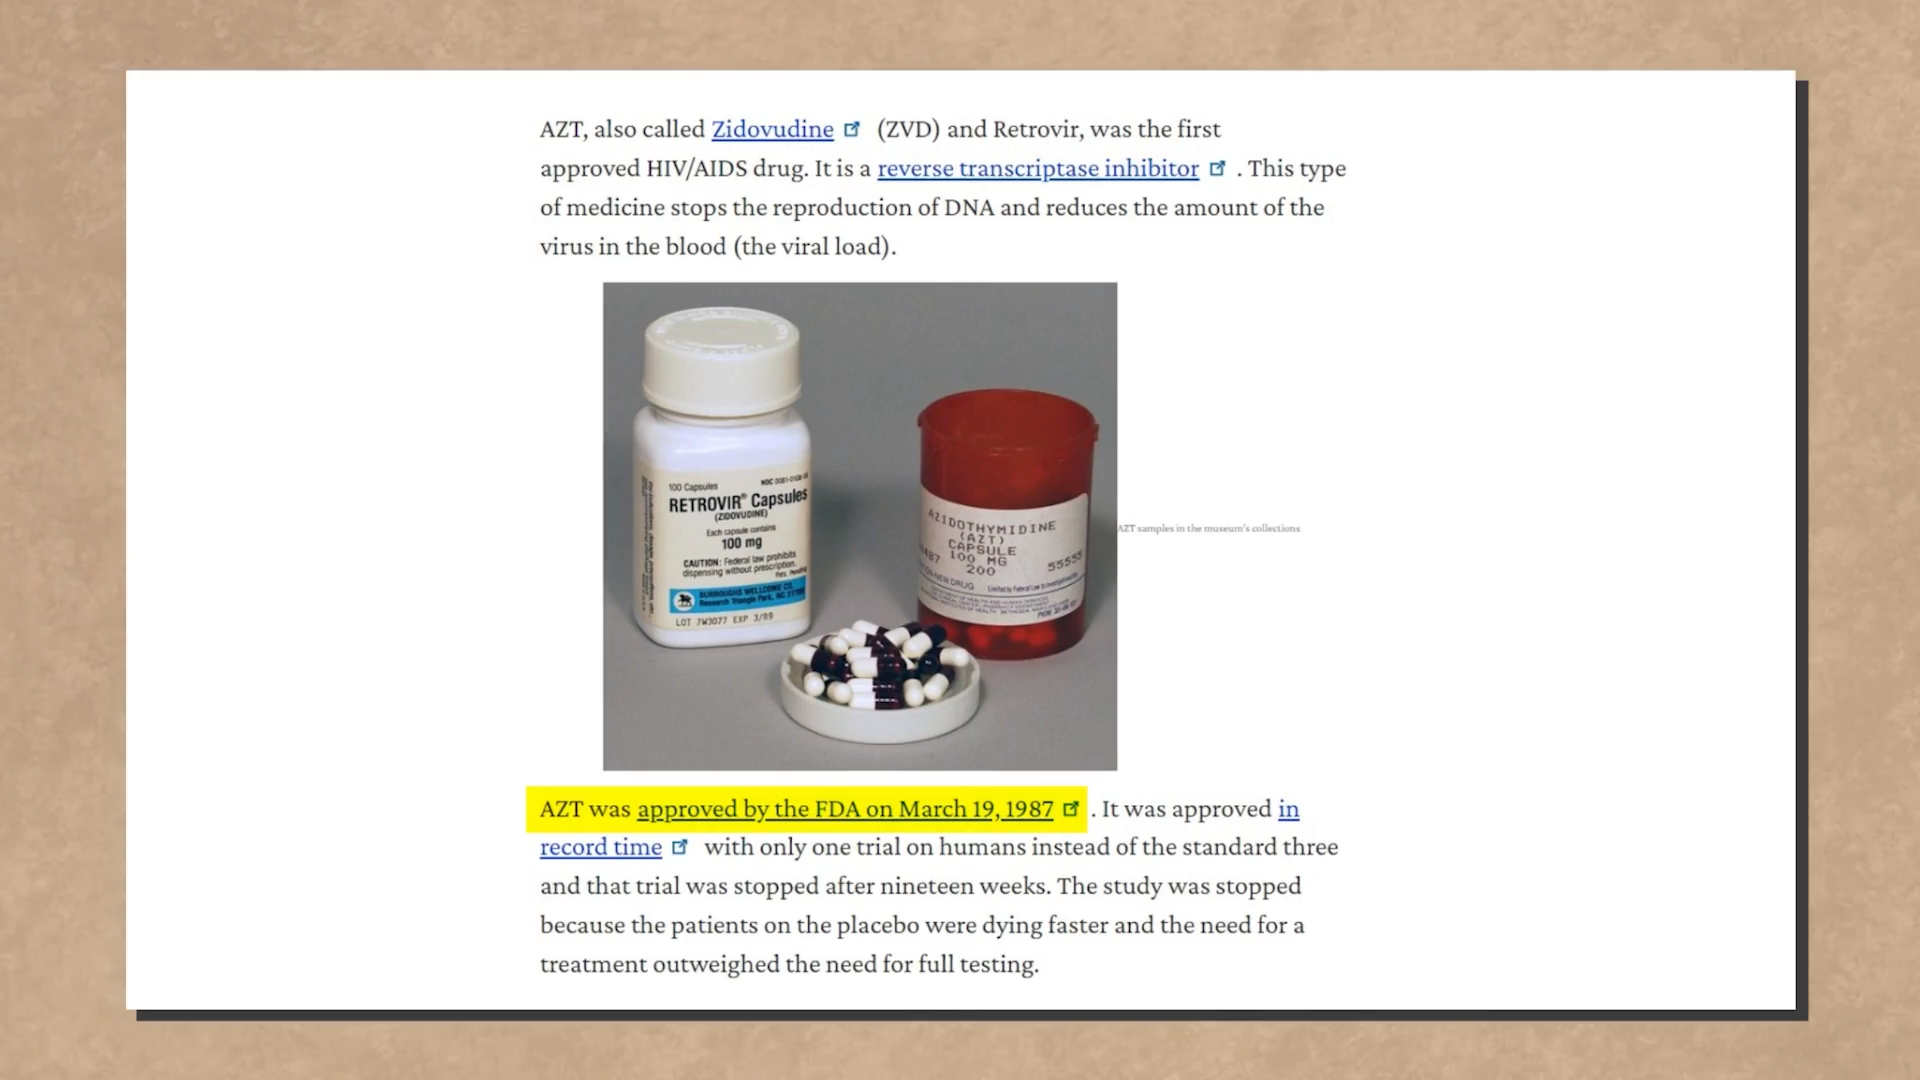 AZT, also called Zidovudine (ZVD) and Retrovir, was the first
approved HIV/AIDS drug. It is a reverse transcriptase inhibitor . This type
of medicine stops the reproduction of DNA and reduces the amount of the
virus in the blood (the viral load).
100 Capsules
RETROVIR® Capsules
(ZIDOVUDINE)
Each capsule contains
100 mg
CAUTION: Federal law prohibits
dispensing without prescription.
BURROUGHS WELLCOME CO.
Research Triangle Park, NC
LOT 7W3077 EXP 3/89
AZIDOTHYMIDINE
(AZT)
CAPSULE
100 MG
200
55555
AZT samples in the museum's collections
AZT was approved by the FDA on March 19, 1987 . It was approved in
record time with only one trial on humans instead of the standard three
and that trial was stopped after nineteen weeks. The study was stopped
because the patients on the placebo were dying faster and the need for a
treatment outweighed the need for full testing.